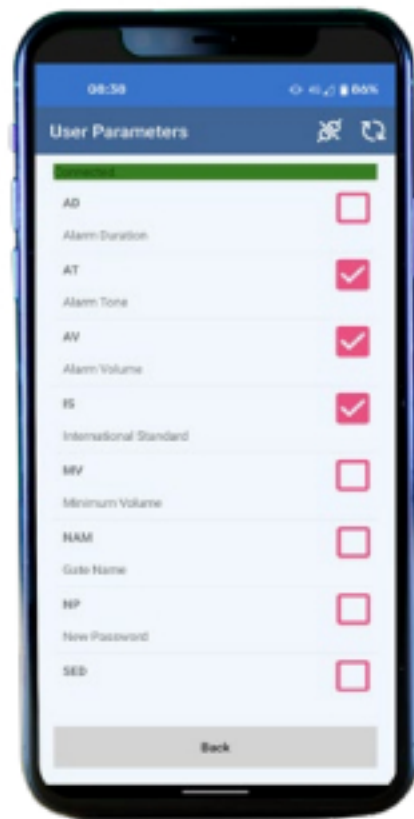 08:38 86%
User Parameters
Connected
AD
Alarm Duration
AT
Alarm Tone
AV
Alarm Volume
IS
International Standard
MV
Minimum Volume
NAM
Gate Name
NP
New Password
SED
Back